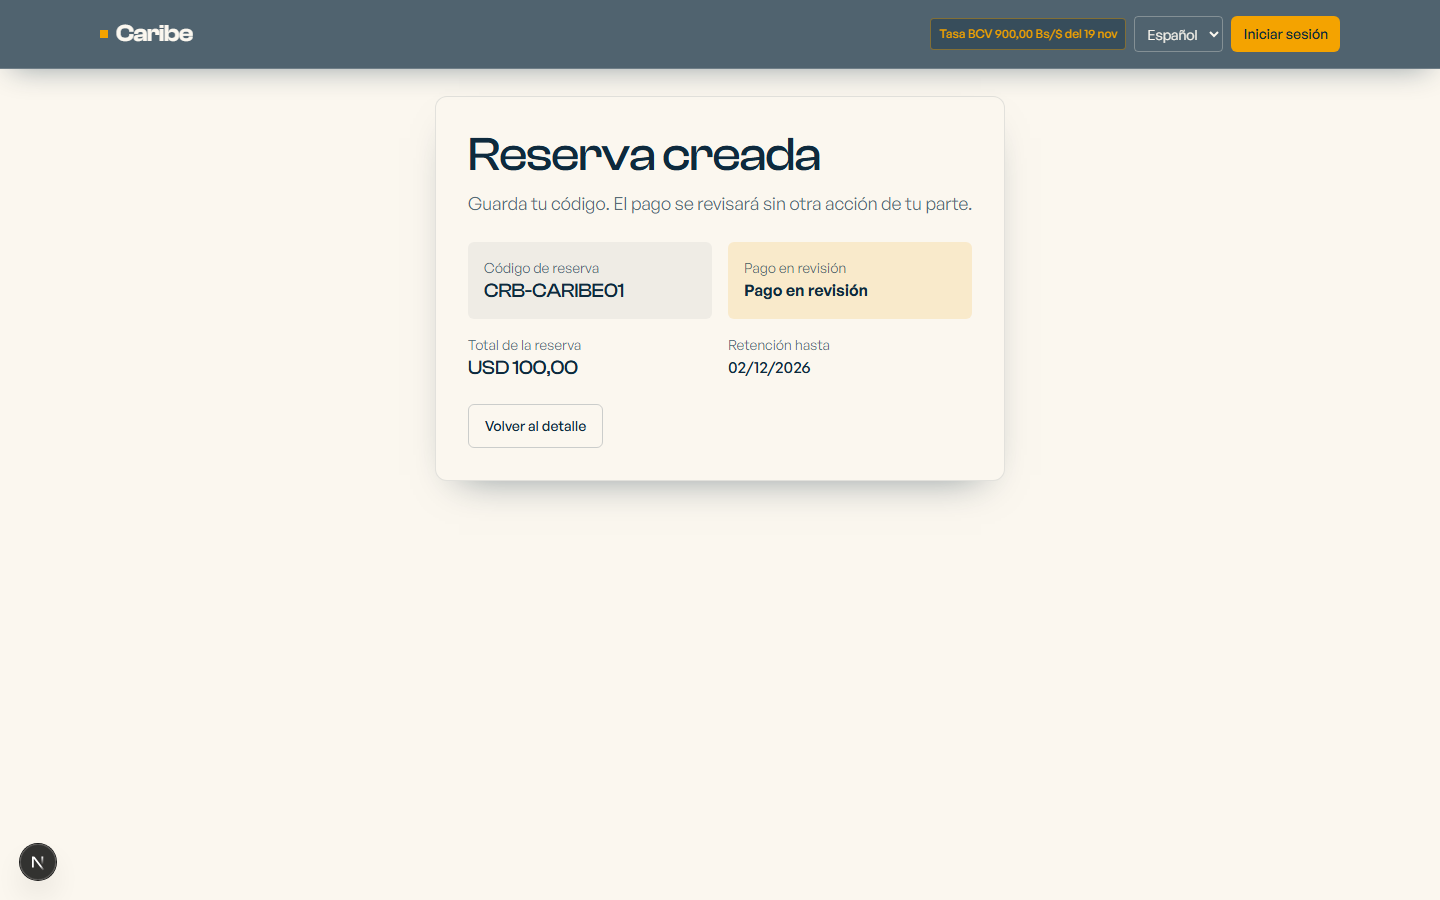 Caribe
Tasa BCV 900,00 Bs/$ del 19 nov
Español
Iniciar sesión
Reserva creada
Guarda tu código. El pago se revisará sin otra acción de tu parte.
Código de reserva
CRB-CARIBE01
Pago en revisión
Pago en revisión
Total de la reserva
USD 100,00
Retención hasta
02/12/2026
Volver al detalle
N